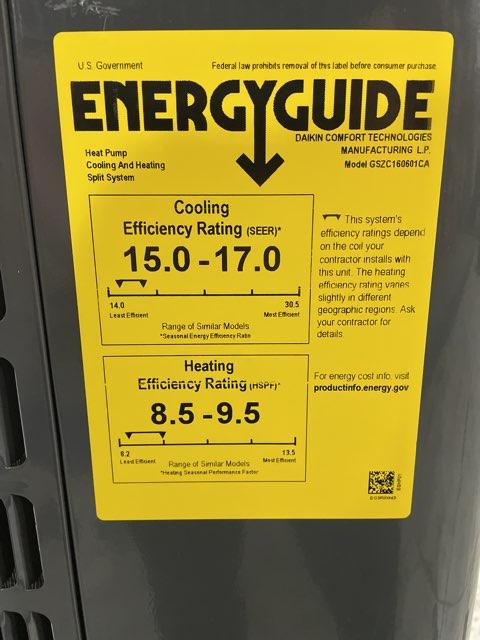 U.S. Government
Federal law prohibits removal of this label before consumer purchase.
ENERGYGUIDE
Heat Pump
Cooling And Heating
Split System
DAIKIN COMFORT TECHNOLOGIES
MANUFACTURING L.P.
Model GSZC160601CA
Cooling
Efficiency Rating (SEER)*
15.0 - 17.0
14.0
30.5
Least Efficient
Most Efficient
Range of Similar Models
*Seasonal Energy Efficiency Ratio
This system's
efficiency ratings depend
on the coil your
contractor installs with
this unit. The heating
efficiency rating varies
slightly in different
geographic regions. Ask
your contractor for
details.
Heating
Efficiency Rating (HSPF)*
8.5 - 9.5
8.2
13.5
Least Efficient
Most Efficient
Range of Similar Models
*Heating Seasonal Performance Factor
For energy cost info, visit
productinfo.energy.gov